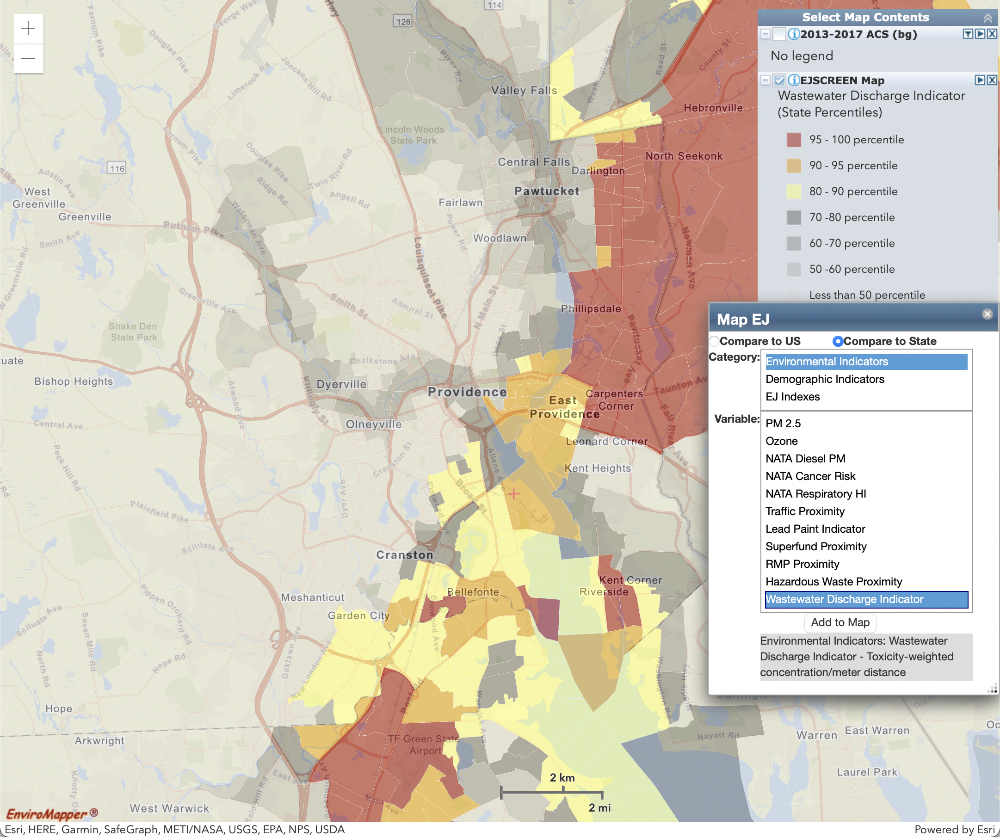 114
Hwy
George Was
Farnum Pike
126
Douglas Pike
River Rd
Washington St
Read St
County St
Jenckes Hill Rd
Limerock Rd
Valley Falls
Hebronville
Lincoln Woods
State Park
Farnum Pike
Douglas Pike
Twin River Rd
North Seekonk
Central Falls
Darlington
116
Pike
Austin Ave
Ridge Rd
Angell Rd
Pawtucket
West
Greenville
Fairlawn
Greenville
Waterman Ave
Power Rd
Putnam Pike
Smith Ave
Woodlawn
Newman Ave
Louisquisset Pike
W Greenville Rd
Greenville Ave
Smith St
Admiral St
N Main St
Phillipsdale
Snake Den
State Park
Hope St
Pawtucket Ave
uate
Chalkstone Ave
Bishop Heights
Dyerville
Killingly St
Atwood Ave
Providence
East
Providence
Carpenters
Corner
Taunton Av
Central Ave
Olneyville
Fall River Ave
Leonard Corner
Peck Hill Rd
Cranston St
Allens Ave
Kent Heights
Elmwood Ave
Broad St
Plainfield Pike
Dyer Ave
Scituate Ave
Cranston
Kent Corner
Riverside
Bellefonte
Meshanticut
Garden City
Pippen Orchard Rd
Scituate Ave
Seven Mile Rd
Elmwood Ave
Oaklawn Ave
New London Ave
North Rd
Hope Rd
Post Rd
Warwick Ave
Washington Rd
Hope
Arkwright
TF Green State
Airport
Nayatt Rd
Barrington
Warren
East Warren
Oc
East Ave
Laurel Park
West Warwick
Bald Hill Rd
Greenwich Av
Main Ave
2 km
2 mi
EnviroMapper ®
Esri, HERE, Garmin, SafeGraph, METI/NASA, USGS, EPA, NPS, USDA
Powered by Esri
Select Map Contents
2013-2017 ACS (bg)
No legend
EJSCREEN Map
Wastewater Discharge Indicator
(State Percentiles)
95 - 100 percentile
90 - 95 percentile
80 - 90 percentile
70 -80 percentile
60 -70 percentile
50 -60 percentile
Less than 50 percentile
Map EJ
Compare to US
Compare to State
Category:
Environmental Indicators
Demographic Indicators
EJ Indexes
Variable:
PM 2.5
Ozone
NATA Diesel PM
NATA Cancer Risk
NATA Respiratory HI
Traffic Proximity
Lead Paint Indicator
Superfund Proximity
RMP Proximity
Hazardous Waste Proximity
Wastewater Discharge Indicator
Add to Map
Environmental Indicators: Wastewater
Discharge Indicator - Toxicity-weighted
concentration/meter distance